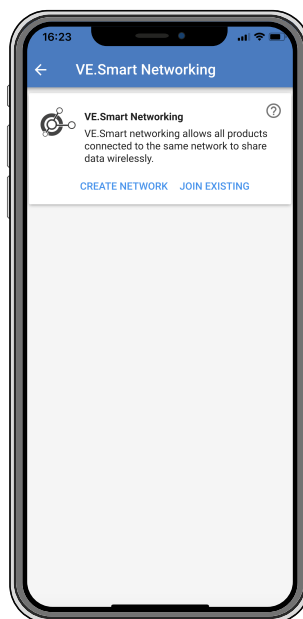 16:23
VE.Smart Networking
VE.Smart Networking
VE.Smart networking allows all products
connected to the same network to share
data wirelessly.
CREATE NETWORK JOIN EXISTING